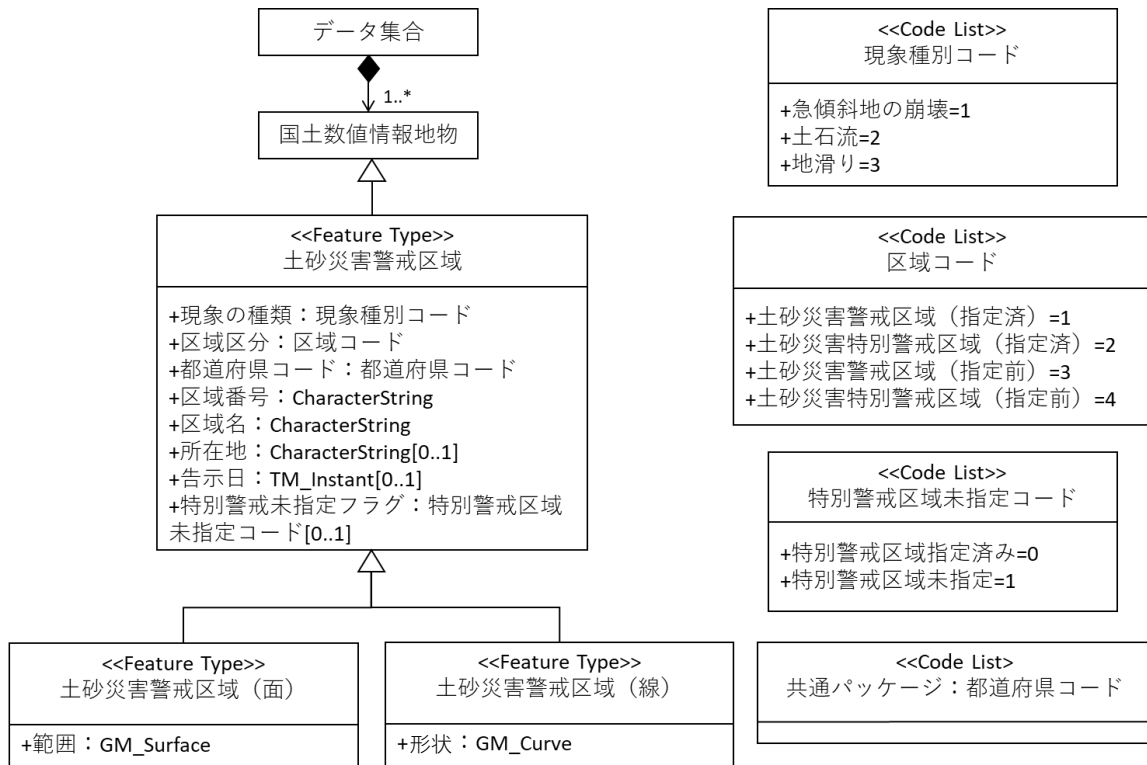 データ集合
1..*
国土数値情報地物
<<Feature Type>>
土砂災害警戒区域
+現象の種類：現象種別コード
+区域区分：区域コード
+都道府県コード：都道府県コード
+区域番号：CharacterString
+区域名：CharacterString
+所在地：CharacterString[0..1]
+告示日：TM_Instant[0..1]
+特別警戒未指定フラグ：特別警戒区域
未指定コード[0..1]
<<Feature Type>>
土砂災害警戒区域（面）
+範囲：GM_Surface
<<Feature Type>>
土砂災害警戒区域（線）
+形状：GM_Curve
<<Code List>>
現象種別コード
+急傾斜地の崩壊=1
+土石流=2
+地滑り=3
<<Code List>>
区域コード
+土砂災害警戒区域（指定済）=1
+土砂災害特別警戒区域（指定済）=2
+土砂災害警戒区域（指定前）=3
+土砂災害特別警戒区域（指定前）=4
<<Code List>>
特別警戒区域未指定コード
+特別警戒区域指定済み=0
+特別警戒区域未指定=1
<<Code List>
共通パッケージ：都道府県コード